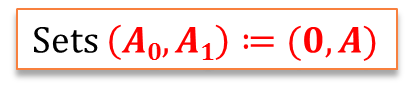 Sets (A₀, A₁) ≔ (0, A)